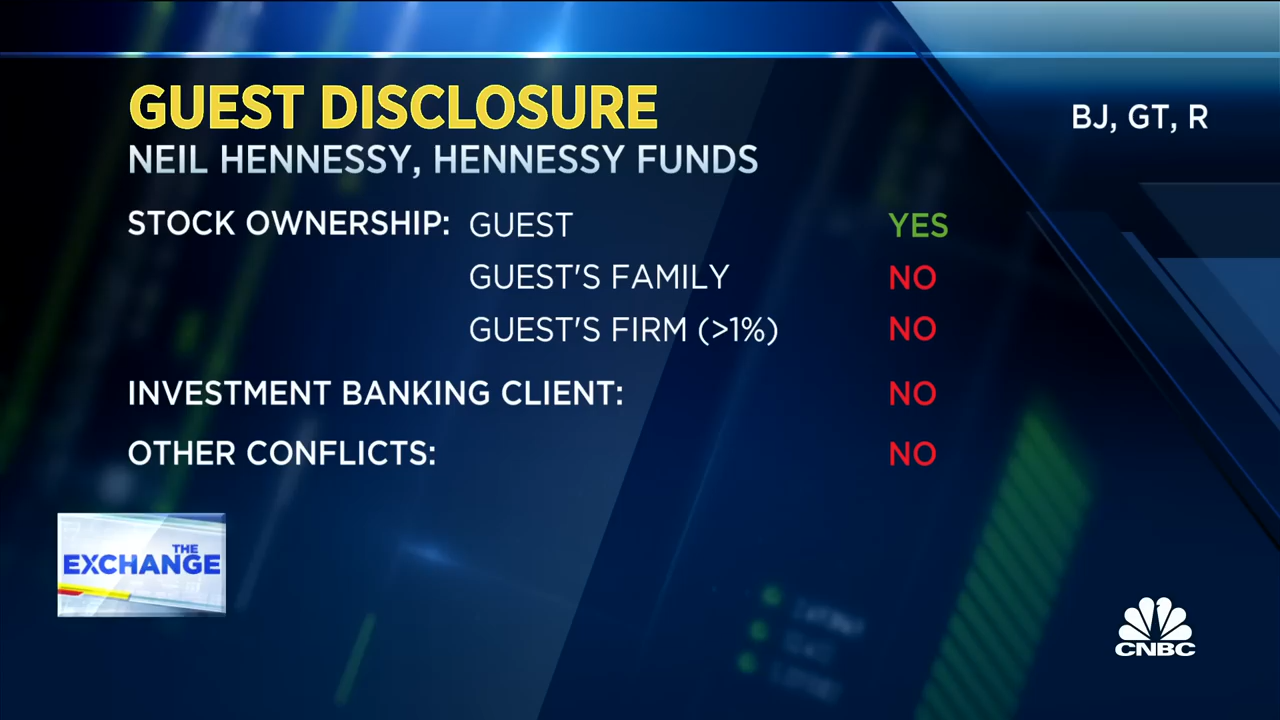 GUEST DISCLOSURE
NEIL HENNESSY, HENNESSY FUNDS
BJ, GT, R
STOCK OWNERSHIP: GUEST YES
GUEST'S FAMILY NO
GUEST'S FIRM (>1%) NO
INVESTMENT BANKING CLIENT: NO
OTHER CONFLICTS: NO
THE
EXCHANGE
CNBC